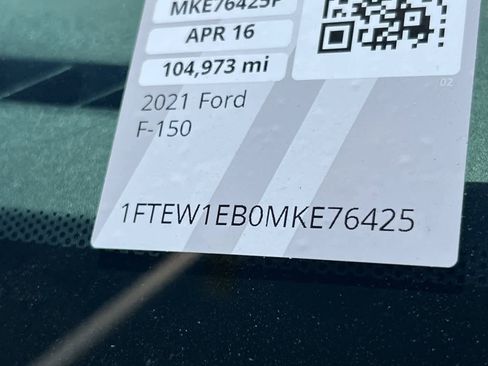 MKE76425P
APR 16
104,973 mi
02
2021 Ford
F-150
1FTEW1EB0MKE76425